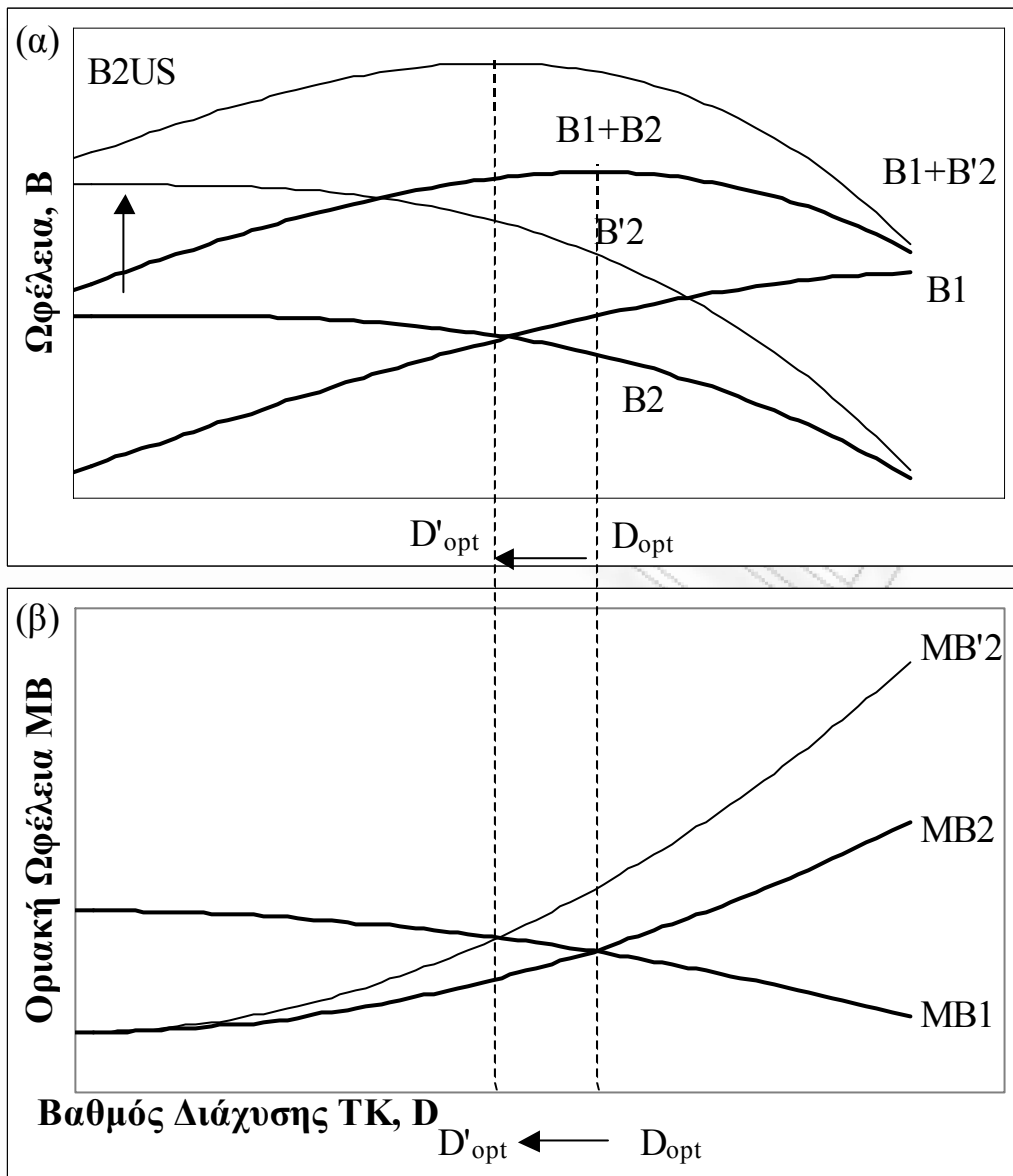 (α)
B2US
B1+B2
B1+B'2
B'2
B1
B2
Ωφέλεια, B
D'opt
Dopt
(β)
MB'2
MB2
MB1
Οριακή Ωφέλεια MB
Βαθμός Διάχυσης ΤΚ, D
D'opt
Dopt